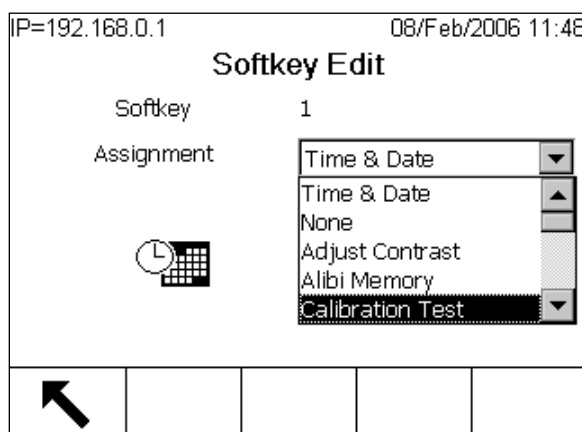 IP=192.168.0.1 08/Feb/2006 11:48
Softkey Edit
Softkey 1
Assignment Time & Date
Time & Date
None
Adjust Contrast
Alibi Memory
Calibration Test